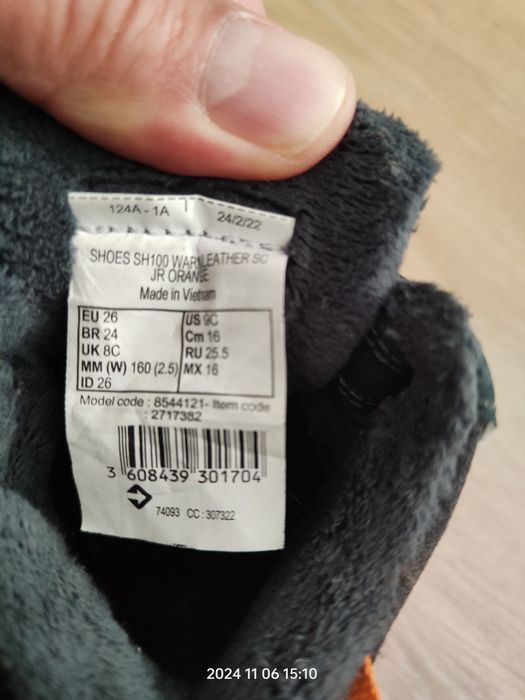 124A - 1A 24/2/22
SHOES SH100 WARM LEATHER SC
JR ORANGE
Made in Vietnam
EU 26 US 9C
BR 24 Cm 16
UK 8C RU 25.5
MM (W) 160 (2.5) MX 16
ID 26
Model code : 8544121- Item code
: 2717382
3 608439 301704
74093 CC : 307322
2024 11 06 15:10